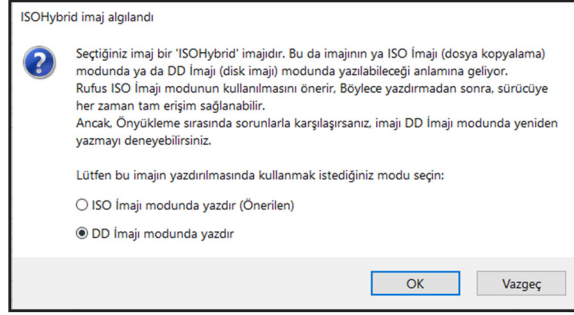 ISOHybrid imaj algılandı
Seçtiğiniz imaj bir 'ISOHybrid' imajıdır. Bu da imajının ya ISO İmajı (dosya kopyalama)
modunda ya da DD İmajı (disk imajı) modunda yazılabileceği anlamına geliyor.
Rufus ISO İmajı modunun kullanılmasını önerir, Böylece yazdırmadan sonra, sürücüye
her zaman tam erişim sağlanabilir.
Ancak, Önyükleme sırasında sorunlarla karşılaşırsanız, imajı DD İmajı modunda yeniden
yazmayı deneyebilirsiniz.
Lütfen bu imajın yazdırılmasında kullanmak istediğiniz modu seçin:
ISO İmajı modunda yazdır (Önerilen)
DD İmajı modunda yazdır
OK Vazgeç